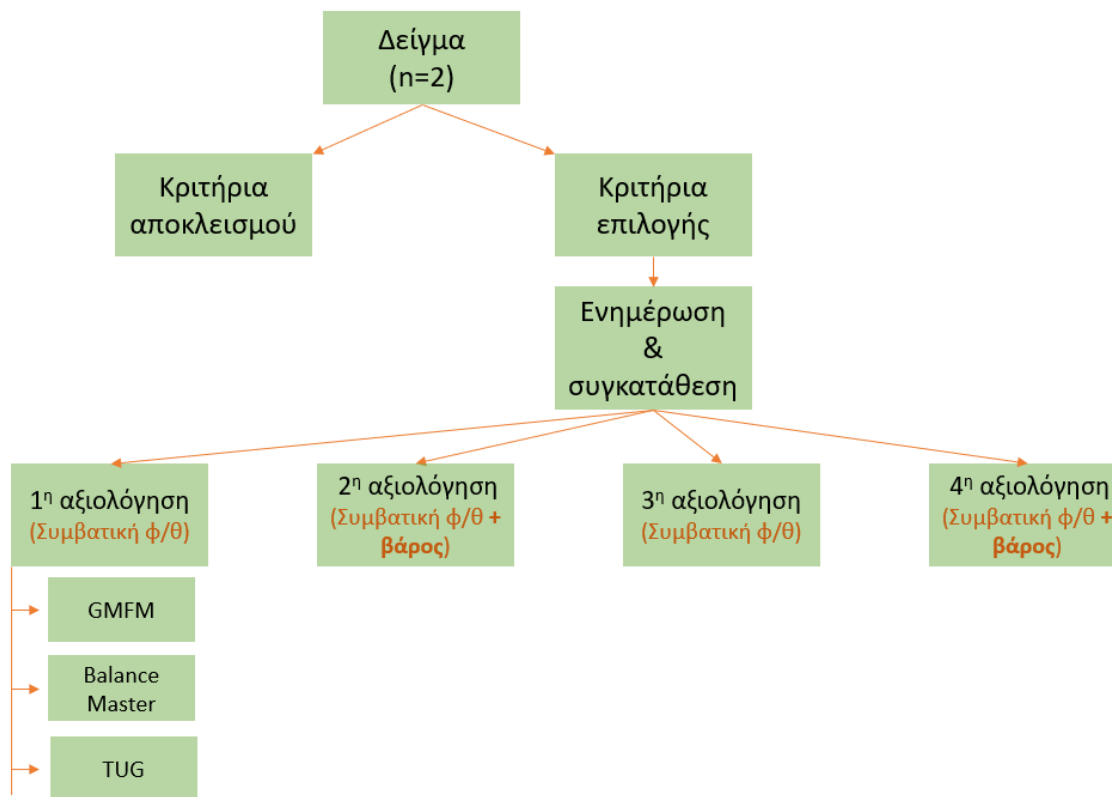 Δείγμα
(n=2)
Κριτήρια
αποκλεισμού
Κριτήρια
επιλογής
Ενημέρωση
&
συγκατάθεση
1η αξιολόγηση
(Συμβατική φ/θ)
2η αξιολόγηση
(Συμβατική φ/θ +
βάρος)
3η αξιολόγηση
(Συμβατική φ/θ)
4η αξιολόγηση
(Συμβατική φ/θ +
βάρος)
GMFM
Balance
Master
TUG